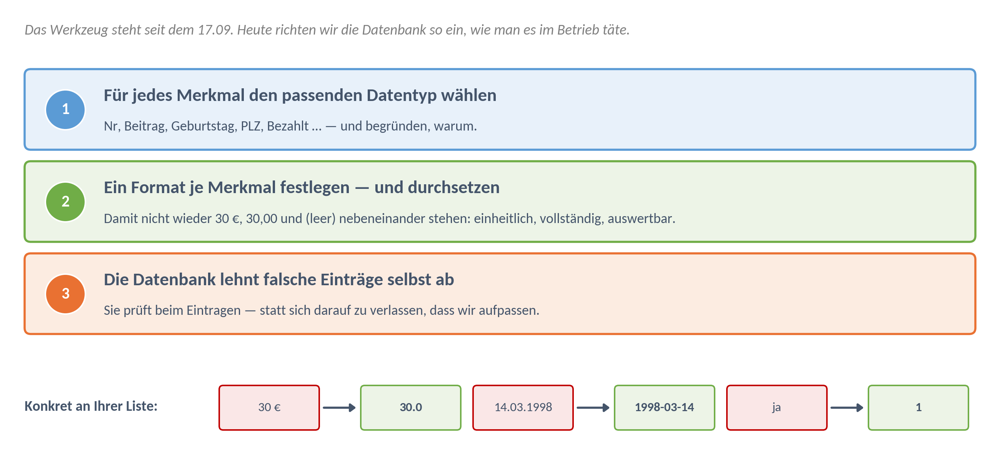 Das Werkzeug steht seit dem 17.09. Heute richten wir die Datenbank so ein, wie man es im Betrieb täte.
1
Für jedes Merkmal den passenden Datentyp wählen
Nr, Beitrag, Geburtstag, PLZ, Bezahlt ... — und begründen, warum.
2
Ein Format je Merkmal festlegen — und durchsetzen
Damit nicht wieder 30 €, 30,00 und (leer) nebeneinander stehen: einheitlich, vollständig, auswertbar.
3
Die Datenbank lehnt falsche Einträge selbst ab
Sie prüft beim Eintragen — statt sich darauf zu verlassen, dass wir aufpassen.
Konkret an Ihrer Liste: 30 € 30.0 14.03.1998 1998-03-14 ja 1